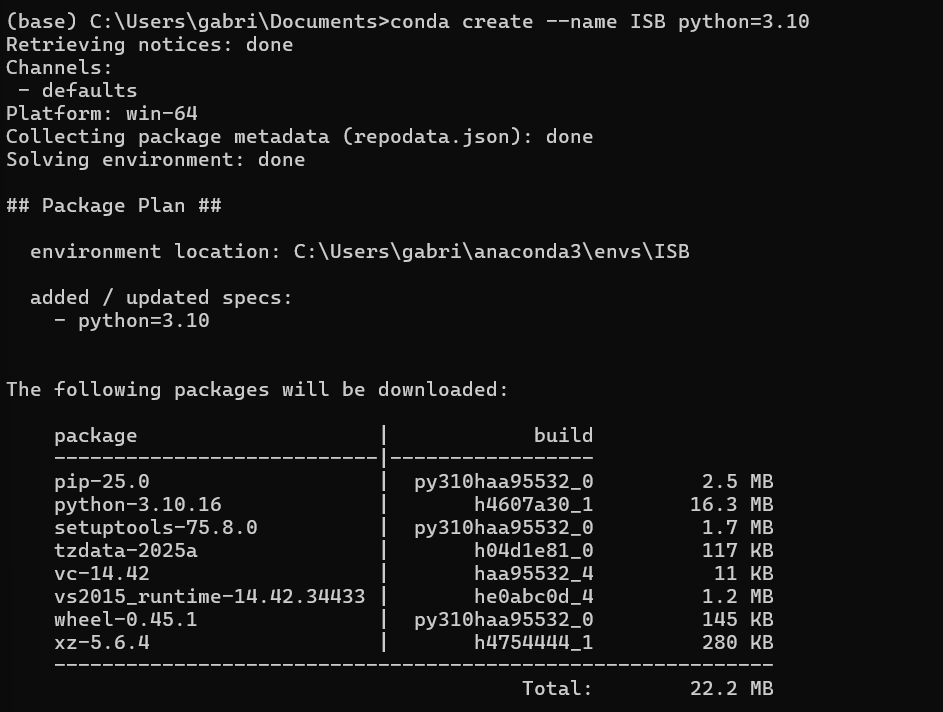 (base) C:\Users\gabri\Documents>conda create --name ISB python=3.10
Retrieving notices: done
Channels:
 - defaults
Platform: win-64
Collecting package metadata (repodata.json): done
Solving environment: done

## Package Plan ##

  environment location: C:\Users\gabri\anaconda3\envs\ISB

  added / updated specs:
    - python=3.10


The following packages will be downloaded:

    package                    |            build
    ---------------------------|-----------------
    pip-25.0                   |  py310haa95532_0         2.5 MB
    python-3.10.16             |       h4607a30_1        16.3 MB
    setuptools-75.8.0          |  py310haa95532_0         1.7 MB
    tzdata-2025a               |       h04d1e81_0         117 KB
    vc-14.42                   |       haa95532_4          11 KB
    vs2015_runtime-14.42.34433 |       he0abc0d_4         1.2 MB
    wheel-0.45.1               |  py310haa95532_0         145 KB
    xz-5.6.4                   |       h4754444_1         280 KB
    ------------------------------------------------------------
                                           Total:        22.2 MB